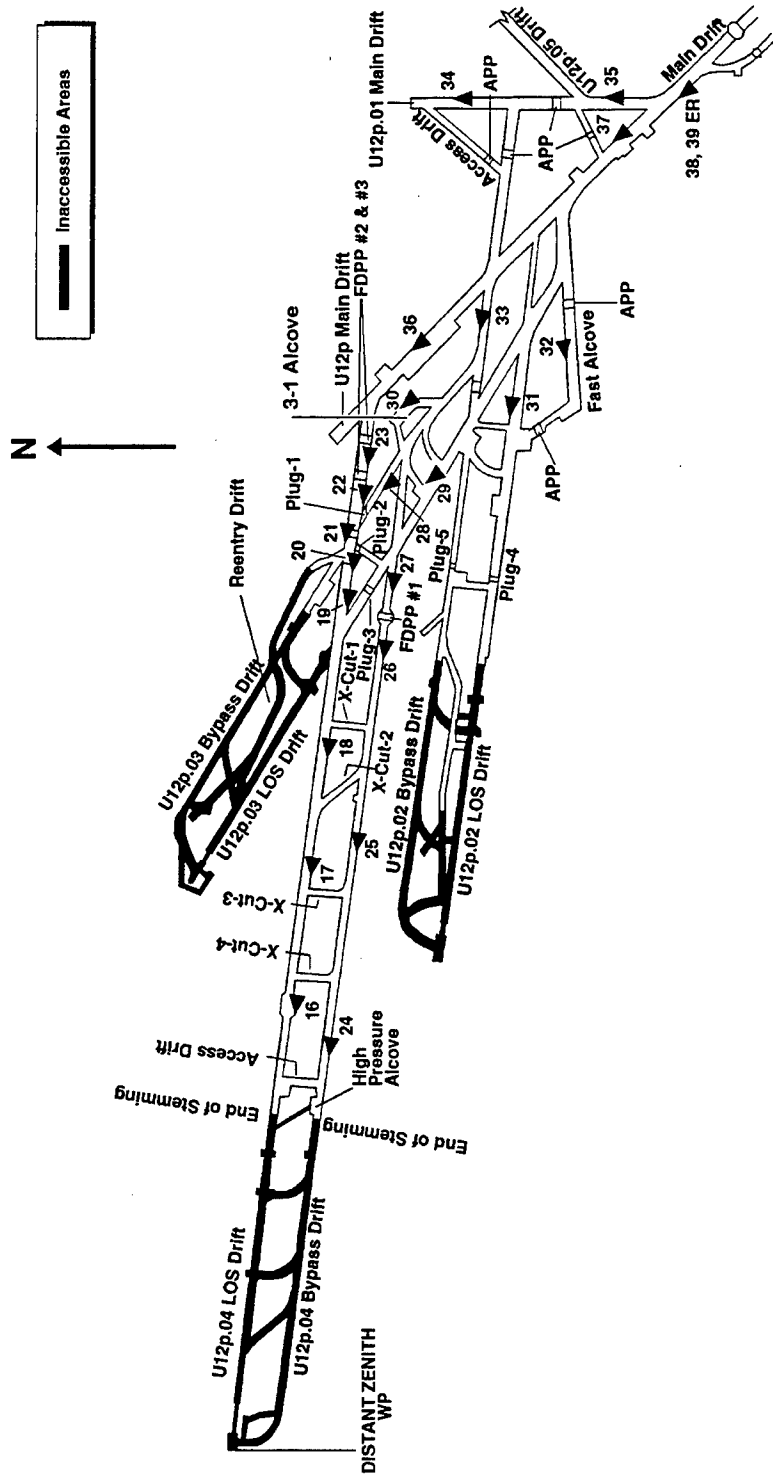 Inaccessible Areas
N
U12p.01 Main Drift
34
APP
U12p.05 Drift
35
Main Drift
Access Drift
APP
37
38, 39 ER
3-1 Alcove
U12p Main Drift
FDPP #2 & #3
36
33
APP
32
Fast Alcove
31
APP
30
23
22
Plug-1
21
Plug-2
20
29
28
Plug-5
27
Plug-4
Reentry Drift
19
FDPP #1
Plug-3
26
X-Cut-1
18
X-Cut-2
U12p.03 Bypass Drift
U12p.03 LOS Drift
U12p.02 Bypass Drift
U12p.02 LOS Drift
25
17
X-Cut-3
X-Cut-4
16
24
Access Drift
High
Pressure
Alcove
End of Stemming
End of Stemming
U12p.04 LOS Drift
U12p.04 Bypass Drift
DISTANT ZENITH
WP